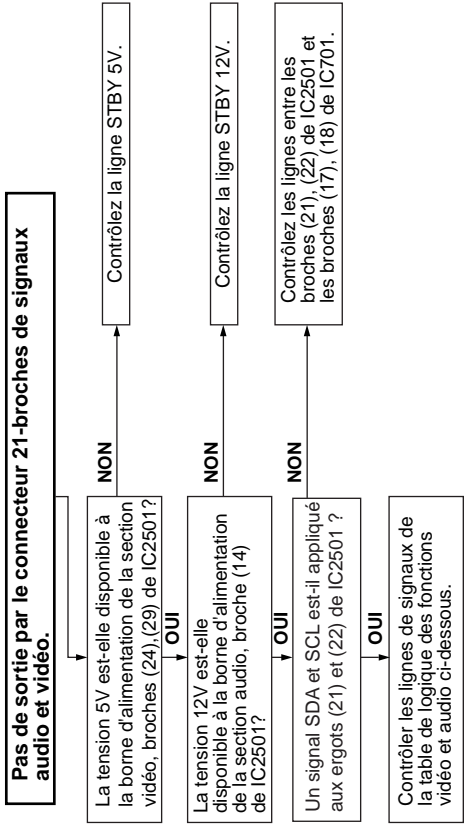 Pas de sortie par le connecteur 21-broches de signaux
audio et vidéo.
La tension 5V est-elle disponible à
la borne d'alimentation de la section
vidéo, broches (24),(29) de IC2501?
NON
Contrôlez la ligne STBY 5V.
OUI
La tension 12V est-elle
disponible à la borne d'alimentation
de la section audio, broche (14)
de IC2501?
NON
Contrôlez la ligne STBY 12V.
OUI
Un signal SDA et SCL est-il appliqué
aux ergots (21) et (22) de IC2501 ?
NON
Contrôlez les lignes entre les
broches (21), (22) de IC2501 et
les broches (17), (18) de IC701.
OUI
Contrôler les lignes de signaux de
la table de logique des fonctions
vidéo et audio ci-dessous.